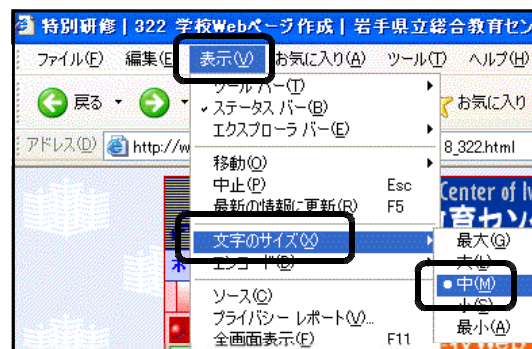 特別研修 | 322 学校Webページ作成 | 岩手県立総合教育セン
ファイル(F) 編集(E 表示(V) お気に入り(A) ツール(T) ヘルプ(H)
戻る お気に入り
アドレス(D) http://w 8_322.html
ツール バー(T)
ステータス バー(B)
エクスプローラ バー(E)
移動(O)
中止(P) Esc
最新の情報に更新(R) F5
文字のサイズ(X)
エンコード(D)
ソース(C)
プライバシー レポート(V)...
全画面表示(F) F11
最大(G)
大(L)
中(M)
小(S)
最小(A)
Center of Iw
育セン